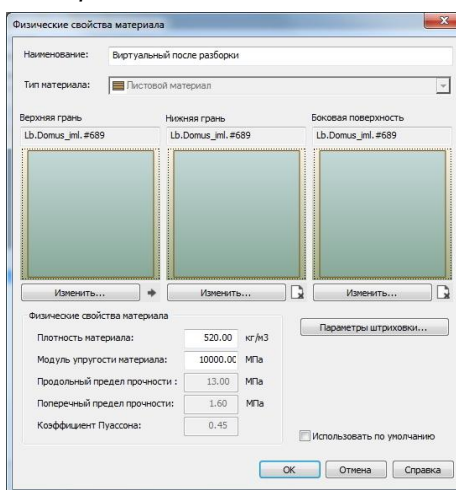 Физические свойства материала
Наименование: Виртуальный после разборки
Тип материала: Листовой материал
Верхняя грань Нижняя грань Боковая поверхность
Lb.Domus_iml.#689 Lb.Domus_iml.#689 Lb.Domus_iml.#689
Изменить... Изменить... Изменить...
Физические свойства материала
Параметры штриховки...
Плотность материала: 520.00 кг/м3
Модуль упругости материала: 10000.00 МПа
Продольный предел прочности : 13.00 МПа
Поперечный предел прочности: 1.60 МПа
Коэффициент Пуассона: 0.45
Использовать по умолчанию
OK Отмена Справка